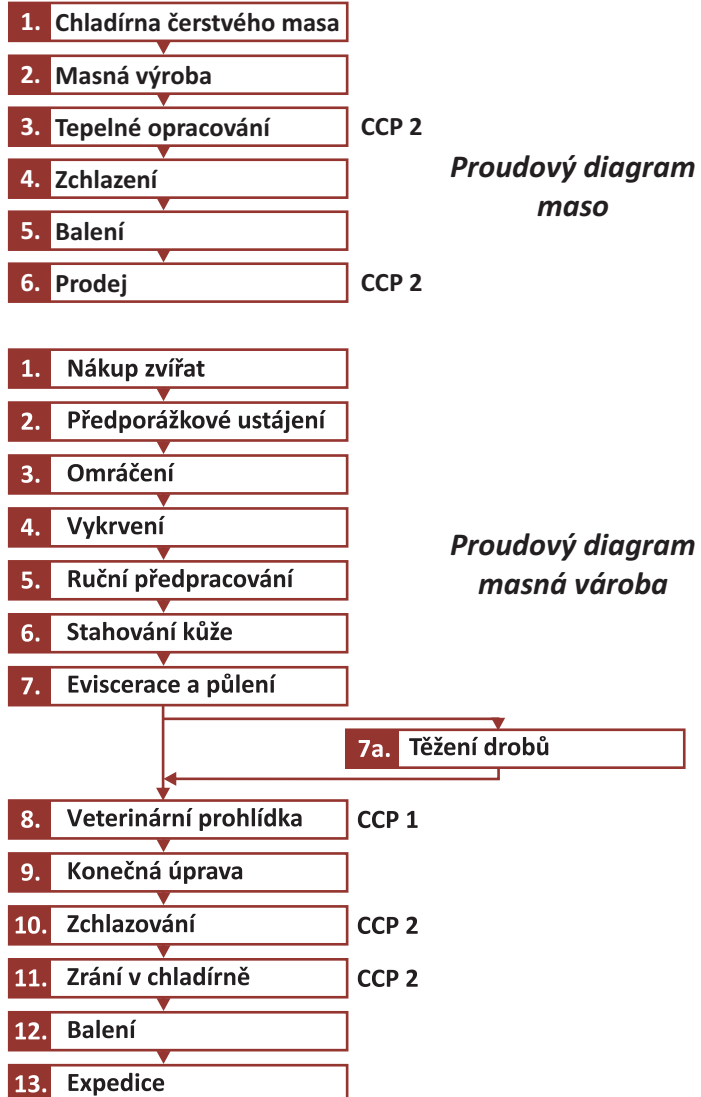 1. Chladírna čerstvého masa
2. Masná výroba
3. Tepelné opracování CCP 2
4. Zchlazení
Proudový diagram
maso
5. Balení
6. Prodej CCP 2
1. Nákup zvířat
2. Předporážkové ustájení
3. Omráčení
4. Vykrvení
Proudový diagram
masná vároba
5. Ruční předpracování
6. Stahování kůže
7. Eviscerace a půlení
7a. Těžení drobů
8. Veterinární prohlídka CCP 1
9. Konečná úprava
10. Zchlazování CCP 2
11. Zrání v chladírně CCP 2
12. Balení
13. Expedice